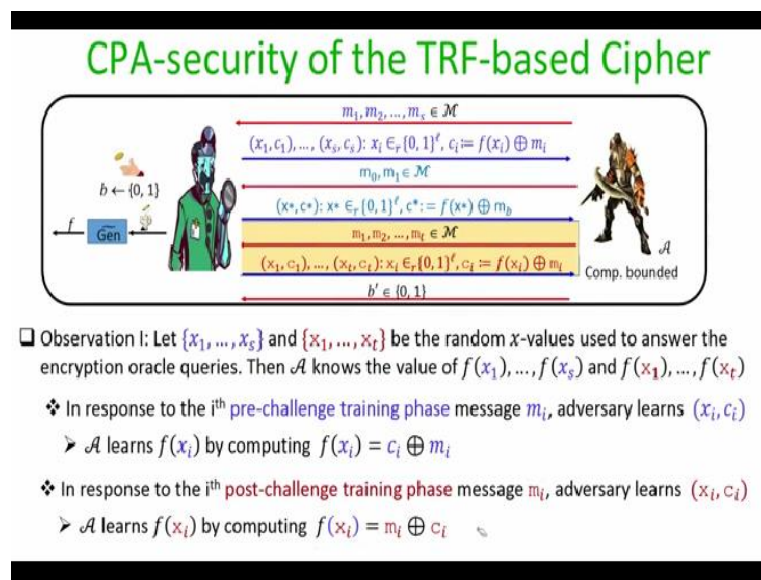 CPA-security of the TRF-based Cipher
m₁, m₂, ..., mₛ ∈ ℳ
(x₁, c₁), ..., (xₛ, cₛ): xᵢ ∈ᵣ {0, 1}^ℓ, cᵢ := f(xᵢ) ⊕ mᵢ
b ← {0, 1}
m₀, m₁ ∈ ℳ
(x*, c*): x* ∈ᵣ {0, 1}^ℓ, c* := f(x*) ⊕ m_b
f
Gen
m₁, m₂, ..., mₜ ∈ ℳ
𝒜
(x₁, c₁), ..., (xₜ, cₜ): xᵢ ∈ᵣ {0, 1}^ℓ, cᵢ := f(xᵢ) ⊕ mᵢ
Comp. bounded
b′ ∈ {0, 1}
❑ Observation I: Let {x₁, ..., xₛ} and {x₁, ..., xₜ} be the random x-values used to answer the
encryption oracle queries. Then 𝒜 knows the value of f(x₁), ..., f(xₛ) and f(x₁), ..., f(xₜ)
❖ In response to the iᵗʰ pre-challenge training phase message mᵢ, adversary learns (xᵢ, cᵢ)
➢ 𝒜 learns f(xᵢ) by computing f(xᵢ) = cᵢ ⊕ mᵢ
❖ In response to the iᵗʰ post-challenge training phase message mᵢ, adversary learns (xᵢ, cᵢ)
➢ 𝒜 learns f(xᵢ) by computing f(xᵢ) = mᵢ ⊕ cᵢ